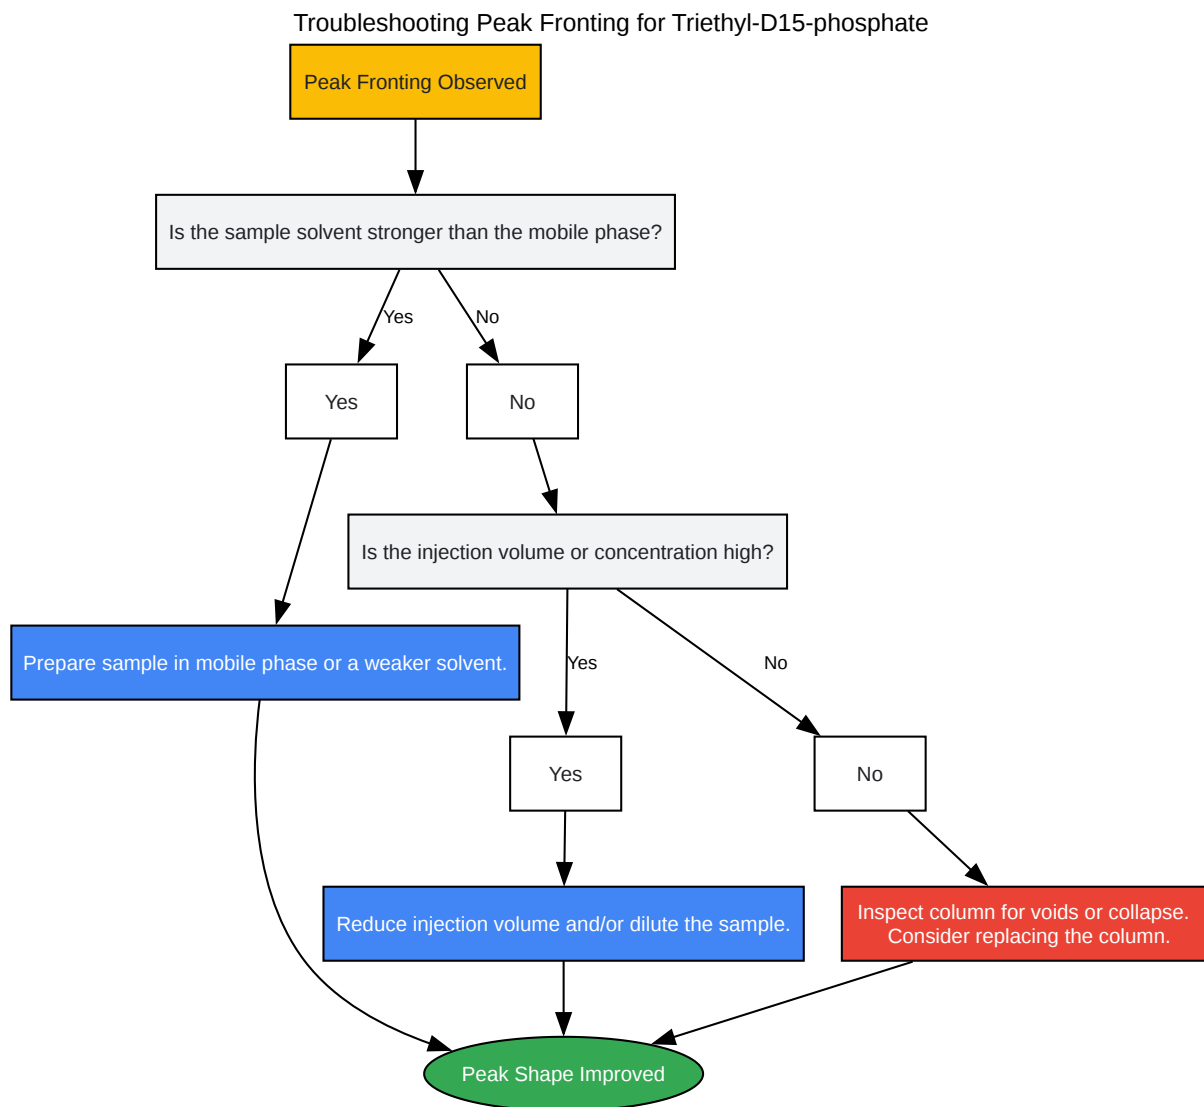 Troubleshooting Peak Fronting for Triethyl-D15-phosphate
Peak Fronting Observed
Is the sample solvent stronger than the mobile phase?
Yes
No
Yes
No
Is the injection volume or concentration high?
Prepare sample in mobile phase or a weaker solvent.
Yes
No
Yes
No
Reduce injection volume and/or dilute the sample.
Inspect column for voids or collapse.
Consider replacing the column.
Peak Shape Improved